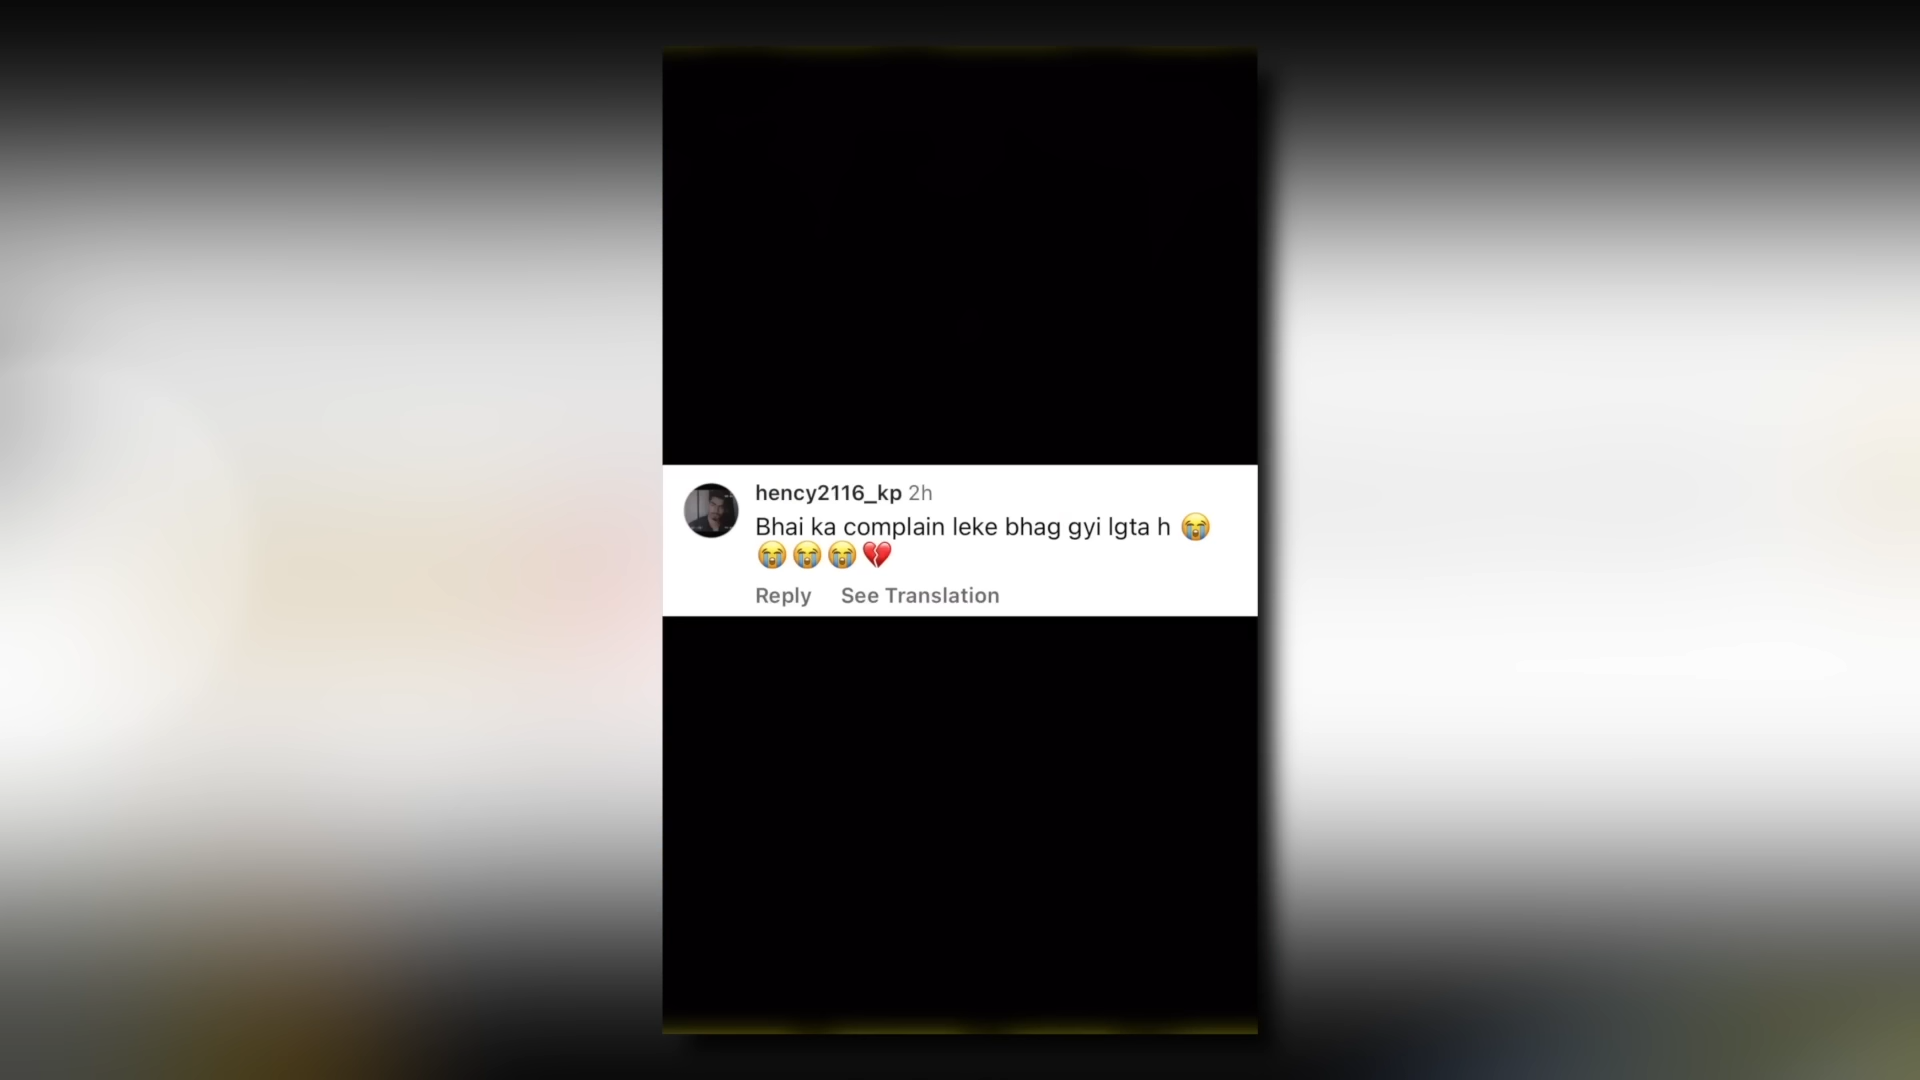 hency2116_kp 2h
Bhai ka complain leke bhag gyi lgta h 😭
😭😭😭💔
Reply See Translation